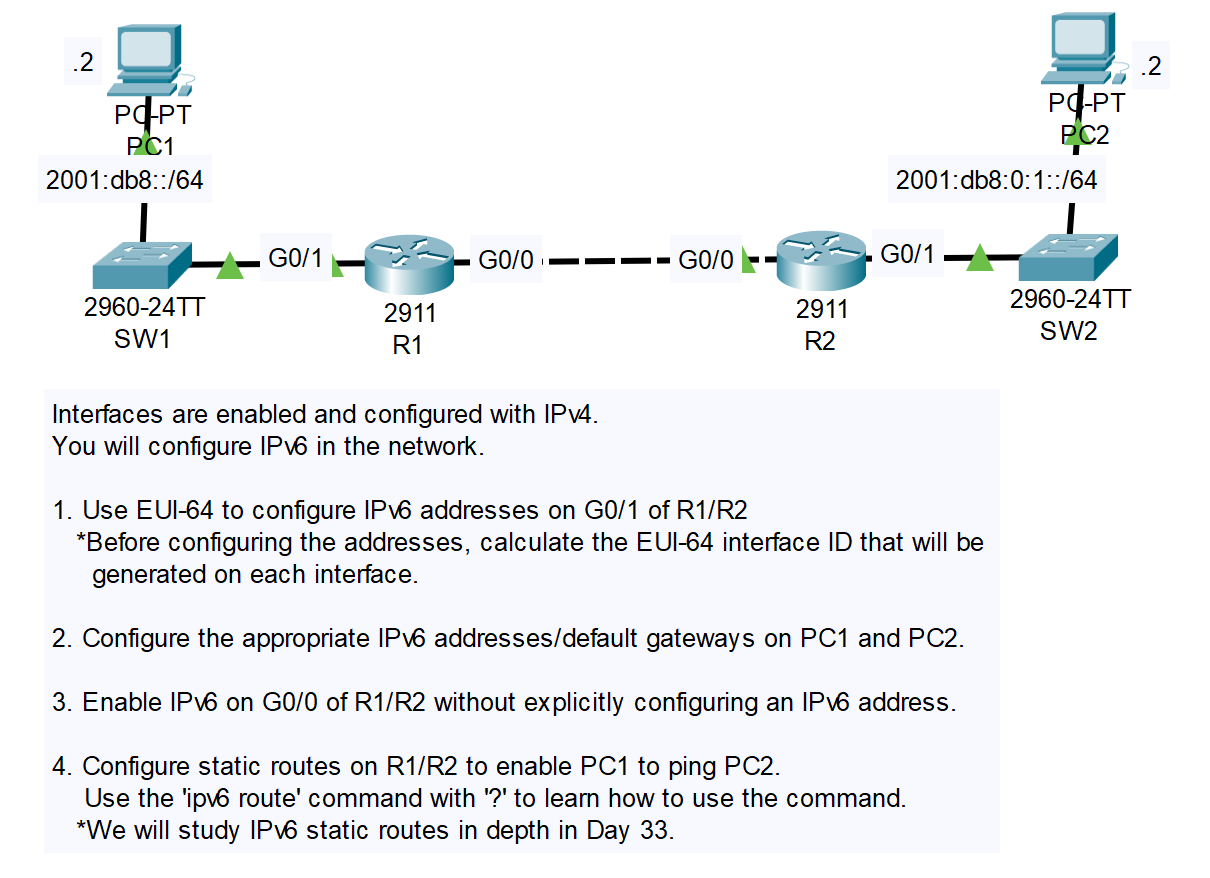 .2
PC-PT
PC1
2001:db8::/64
.2
PC-PT
PC2
2001:db8:0:1::/64
G0/1
G0/0
G0/0
G0/1
2960-24TT
SW1
2911
R1
2911
R2
2960-24TT
SW2
Interfaces are enabled and configured with IPv4.
You will configure IPv6 in the network.
1. Use EUI-64 to configure IPv6 addresses on G0/1 of R1/R2
*Before configuring the addresses, calculate the EUI-64 interface ID that will be
generated on each interface.
2. Configure the appropriate IPv6 addresses/default gateways on PC1 and PC2.
3. Enable IPv6 on G0/0 of R1/R2 without explicitly configuring an IPv6 address.
4. Configure static routes on R1/R2 to enable PC1 to ping PC2.
Use the 'ipv6 route' command with '?' to learn how to use the command.
*We will study IPv6 static routes in depth in Day 33.